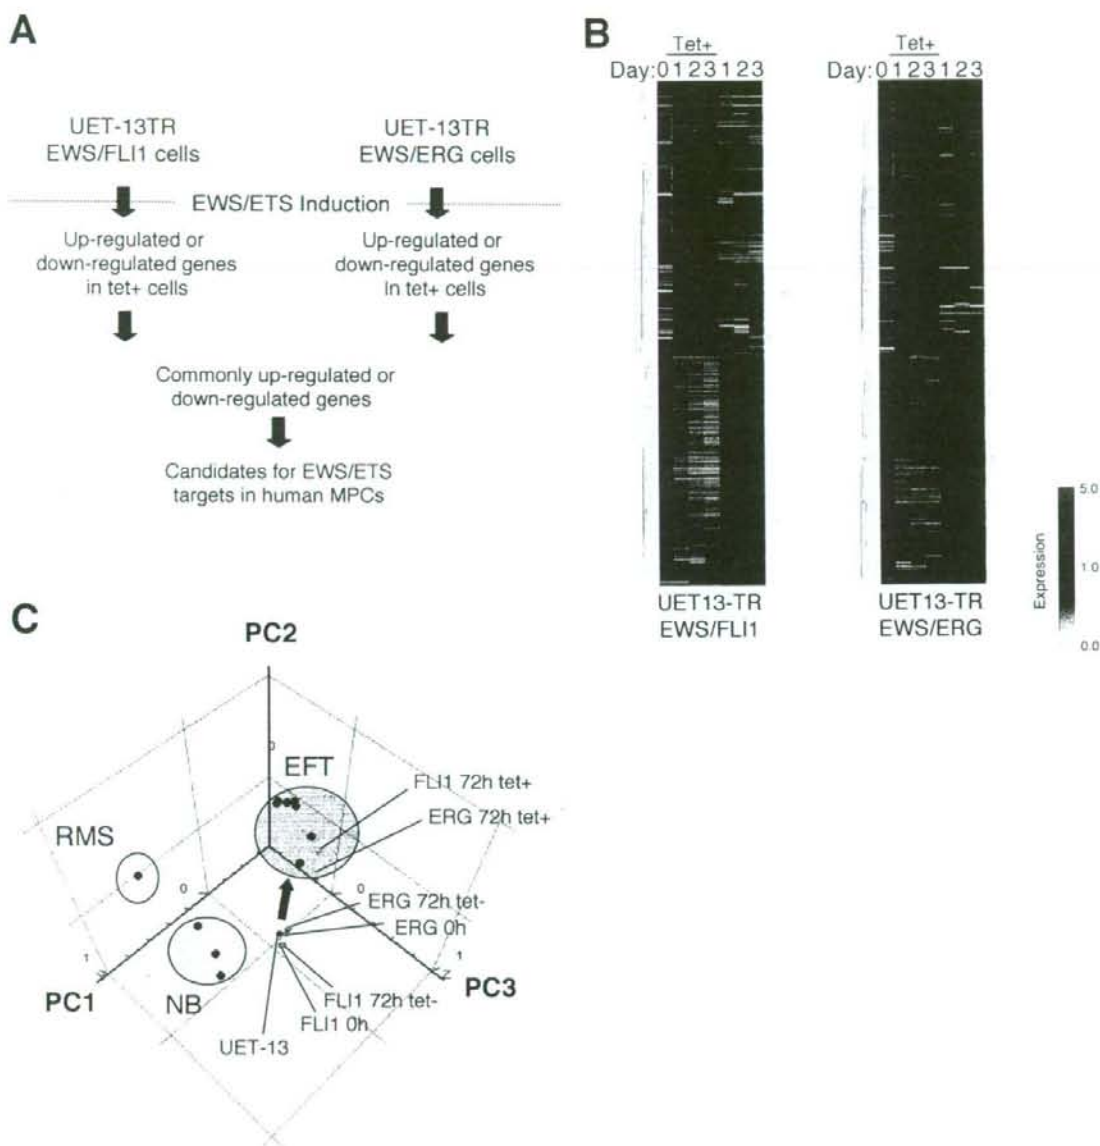 A
UET-13TR
EWS/FLI1 cells
UET-13TR
EWS/ERG cells
EWS/ETS Induction
Up-regulated or
down-regulated genes
in tet+ cells
Up-regulated or
down-regulated genes
in tet+ cells
Commonly up-regulated or
down-regulated genes
Candidates for EWS/ETS
targets in human MPCs
B
Tet+
Day: 0 1 2 3 1 2 3
Tet+
Day: 0 1 2 3 1 2 3
UET13-TR
EWS/FLI1
UET13-TR
EWS/ERG
Expression
5.0
1.0
0.0
C
PC2
0
EFT
FLI1 72h tet+
ERG 72h tet+
RMS
0
0
ERG 72h tet-
ERG 0h
1
1
PC1
NB
PC3
FLI1 72h tet-
FLI1 0h
UET-13